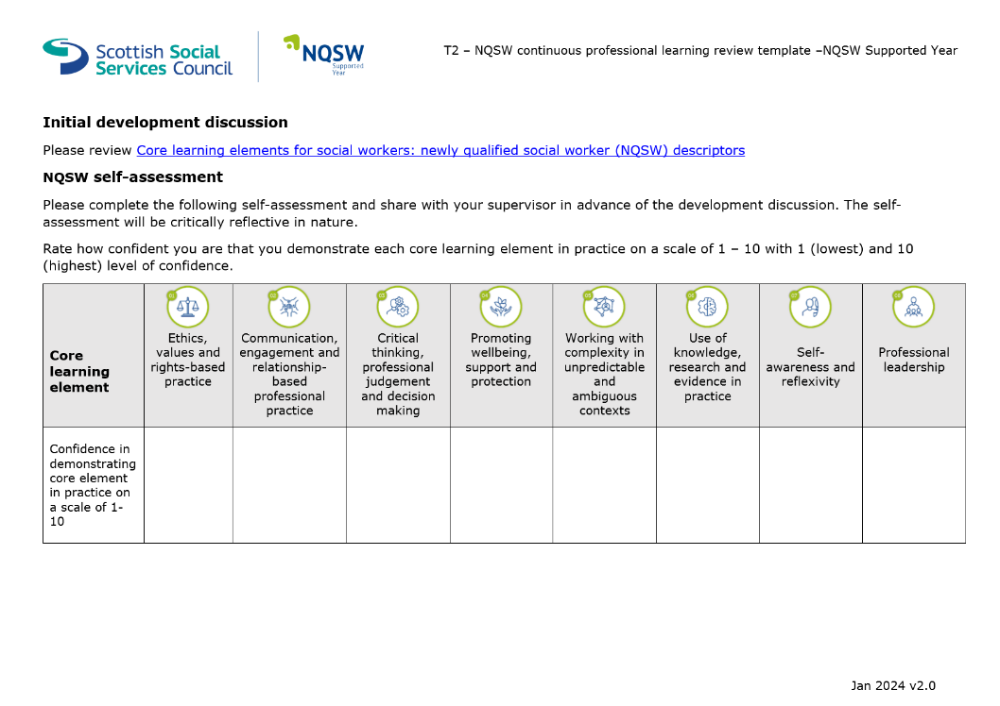 Scottish Social
Services Council
NQSW
Supported
Year
T2 – NQSW continuous professional learning review template –NQSW Supported Year
Initial development discussion
Please review Core learning elements for social workers: newly qualified social worker (NQSW) descriptors
NQSW self-assessment
Please complete the following self-assessment and share with your supervisor in advance of the development discussion. The self-
assessment will be critically reflective in nature.
Rate how confident you are that you demonstrate each core learning element in practice on a scale of 1 – 10 with 1 (lowest) and 10
(highest) level of confidence.
Core
learning
element
01
Ethics,
values and
rights-based
practice
02
Communication,
engagement and
relationship-
based
professional
practice
03
Critical
thinking,
professional
judgement
and decision
making
04
Promoting
wellbeing,
support and
protection
05
Working with
complexity in
unpredictable
and
ambiguous
contexts
06
Use of
knowledge,
research and
evidence in
practice
07
Self-
awareness and
reflexivity
08
Professional
leadership
Confidence in
demonstrating
core element
in practice on
a scale of 1-
10
Jan 2024 v2.0